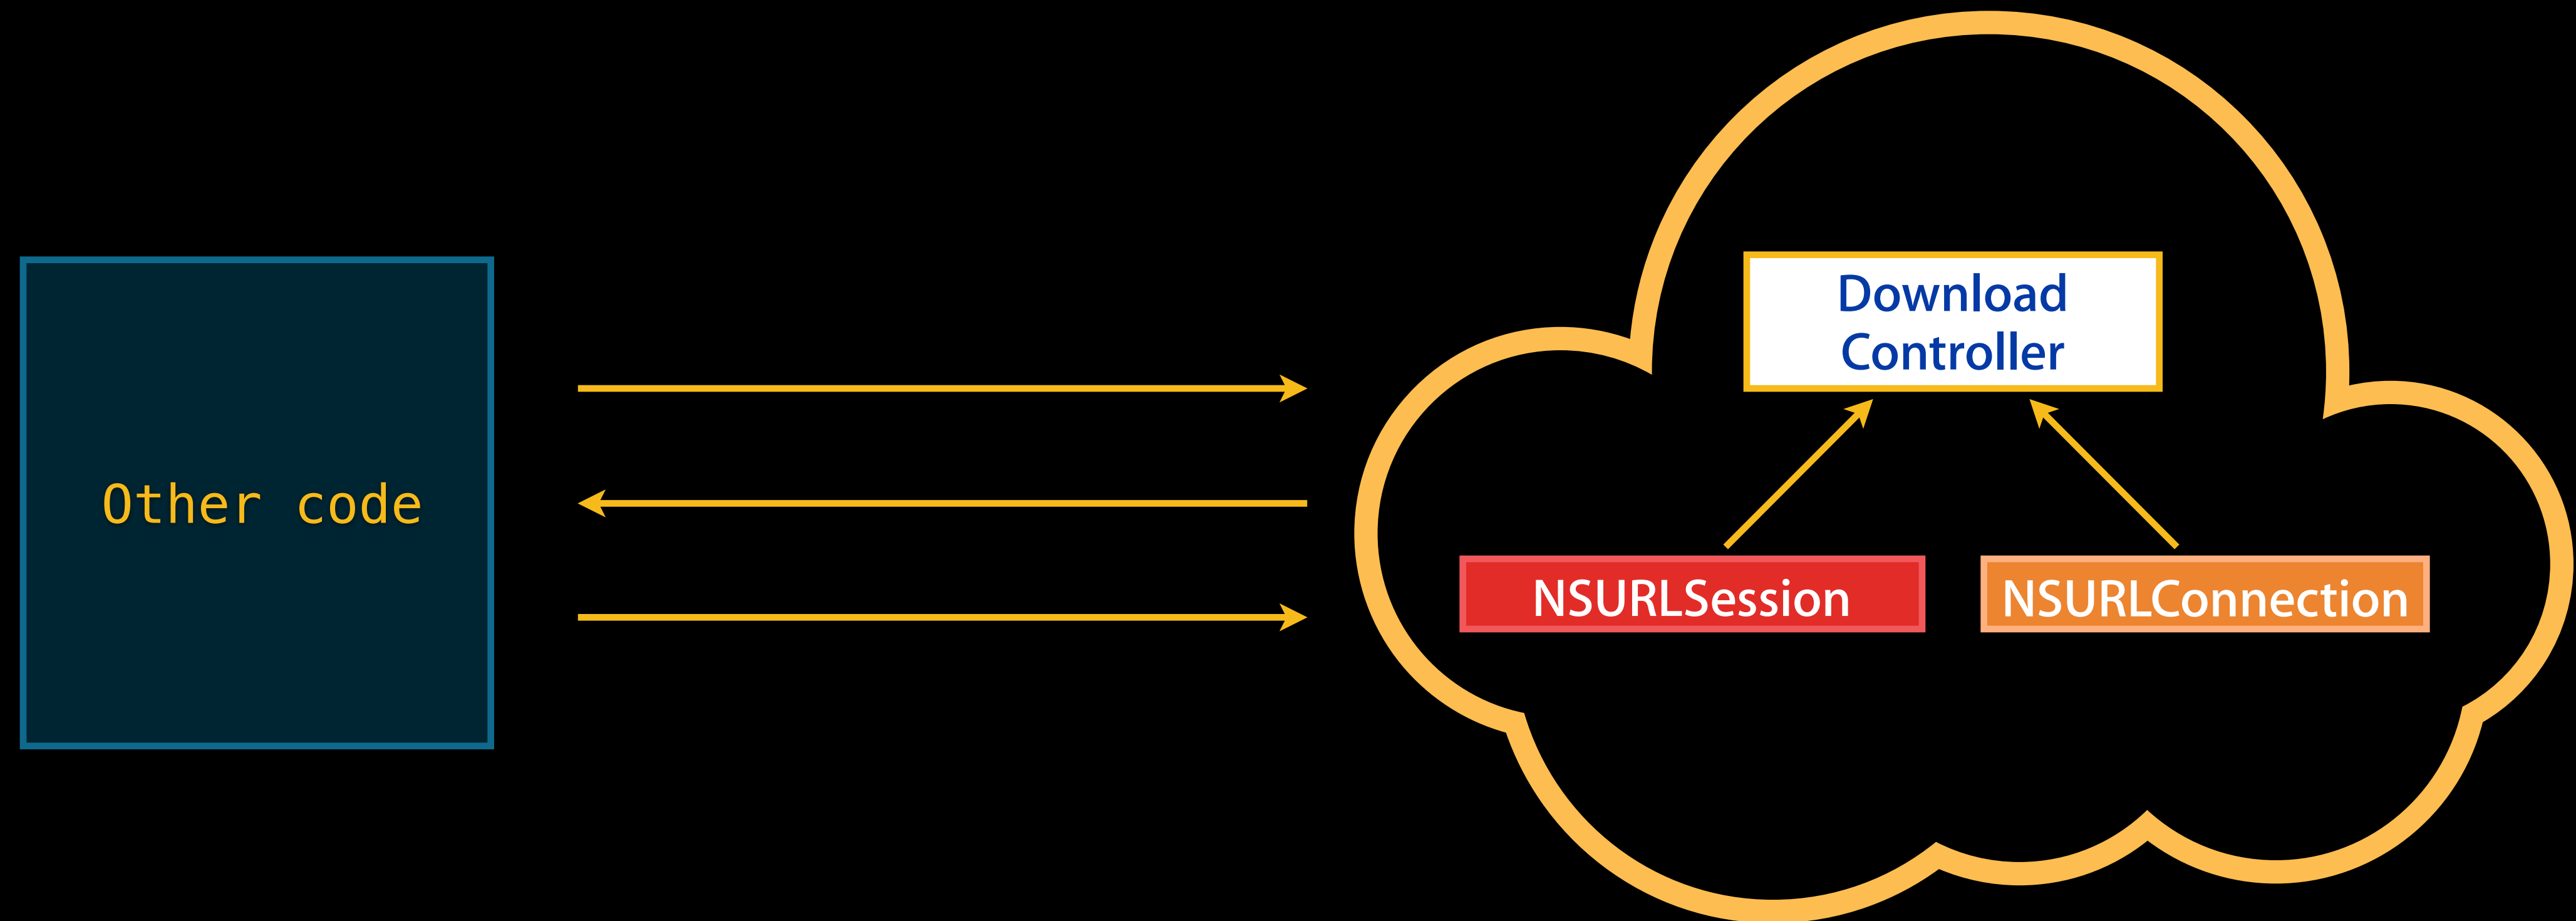 Other code
Download
Controller
NSURLSession
NSURLConnection